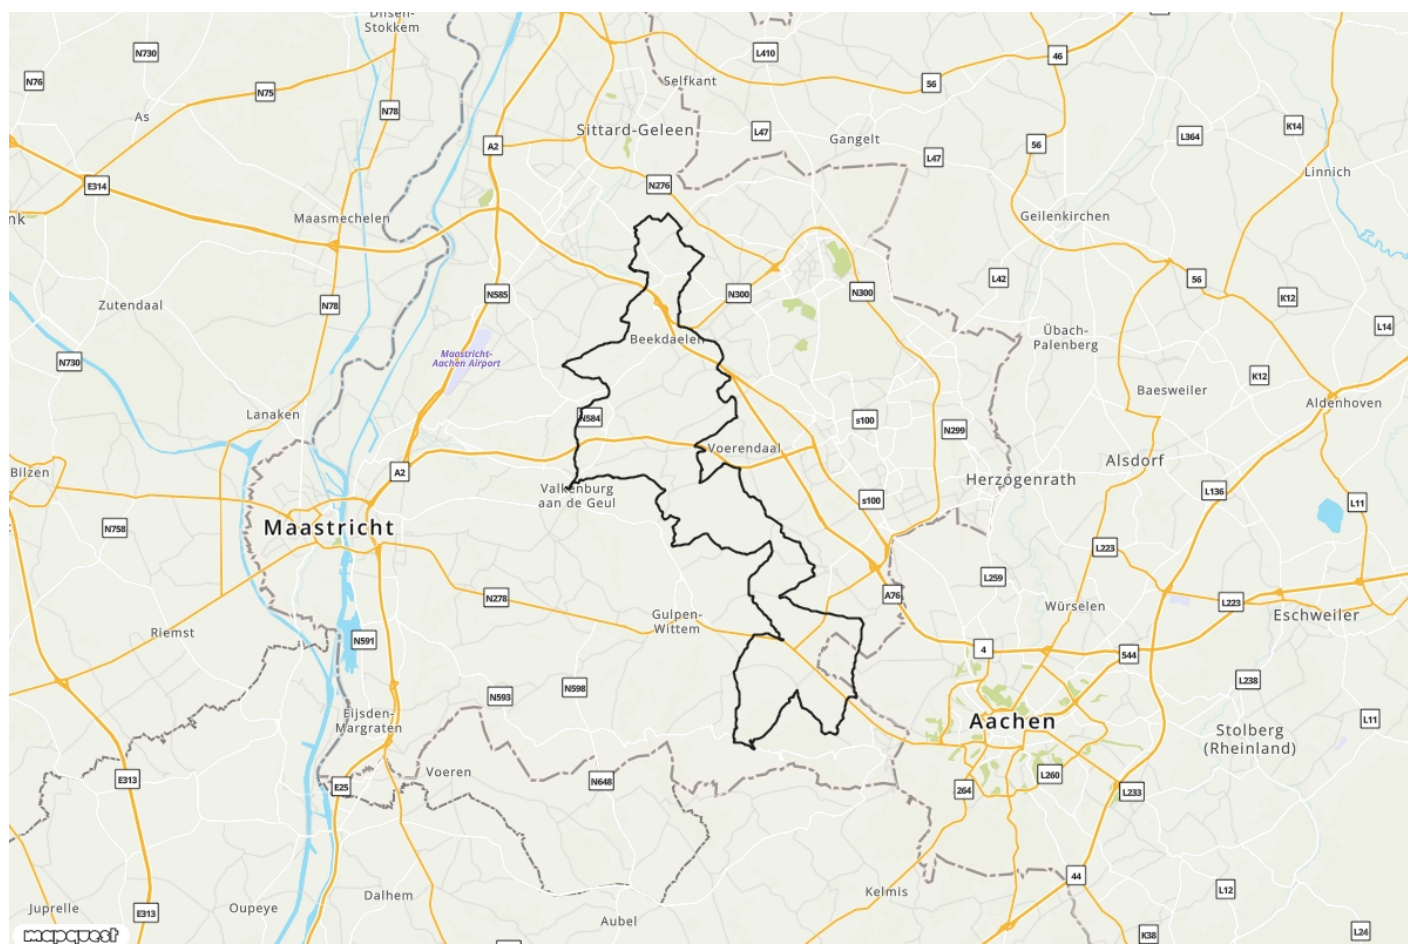 Dilsen-
Stokkem
N730
46
L410
Selfkant
N76
56
N75
N78
As
K14
Sittard-Geleen
L47
L364
Gangelt
A2
56
L47
Linnich
E314
N276
nk
Maasmechelen
Geilenkirchen
L42
56
N585
N300
N300
K12
Zutendaal
N78
L14
Übach-
Palenberg
Beekdaelen
Maastricht-
Aachen Airport
N730
K12
Baesweiler
Aldenhoven
Lanaken
N584
s100
N299
Voerendaal
Alsdorf
Bilzen
A2
Herzogenrath
Valkenburg
aan de Geul
L136
s100
L11
Maastricht
N758
L223
L259
A76
N278
L223
Würselen
Gulpen-
Wittem
Eschweiler
Riemst
N591
4
544
L238
N598
N593
Eijsden-
Margraten
Aachen
L11
Stolberg
(Rheinland)
Voeren
L260
E313
N648
E25
264
L233
44
Dalhem
Kelmis
L12
Juprelle
E313
Oupeye
Aubel
L24
K38
mapquest